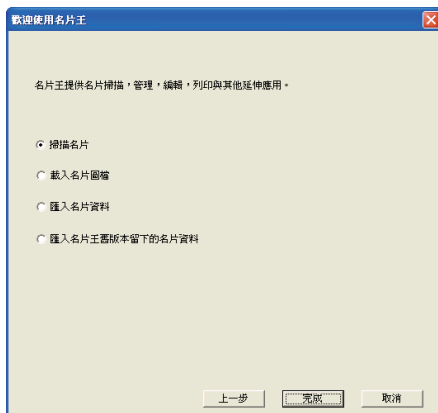 歡迎使用名片王
名片王提供名片掃描，管理，編輯，列印與其他延伸應用。
掃描名片
載入名片圖檔
匯入名片資料
匯入名片王舊版本留下的名片資料
上一步
完成
取消